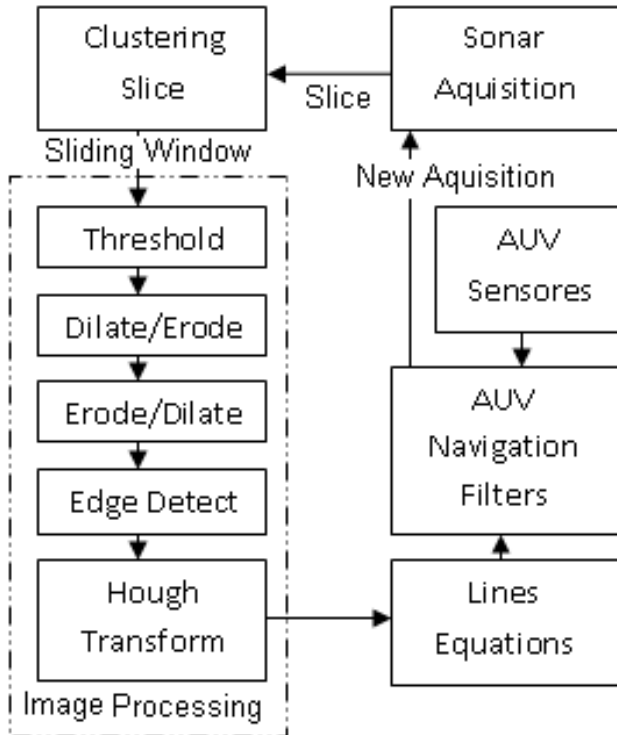 Clustering
Slice
Sonar
Aquisition
Slice
Sliding Window
New Aquisition
Threshold
AUV
Sensores
Dilate/Erode
Erode/Dilate
AUV
Navigation
Filters
Edge Detect
Hough
Transform
Lines
Equations
Image Processing